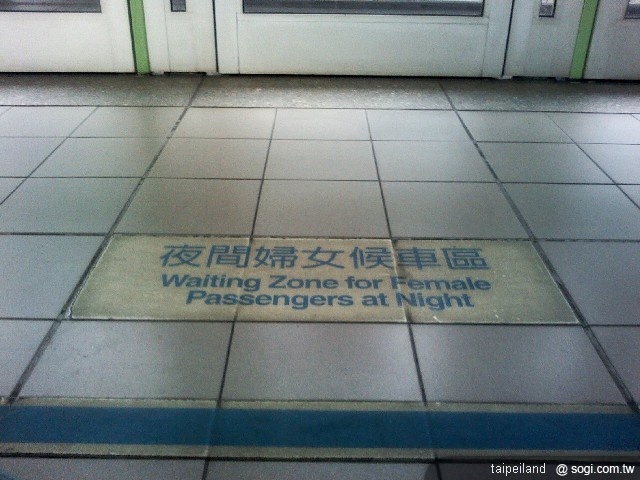 夜間婦女候車區
Waiting Zone for Female
Passengers at Night
taipeiland @ sogi.com.tw